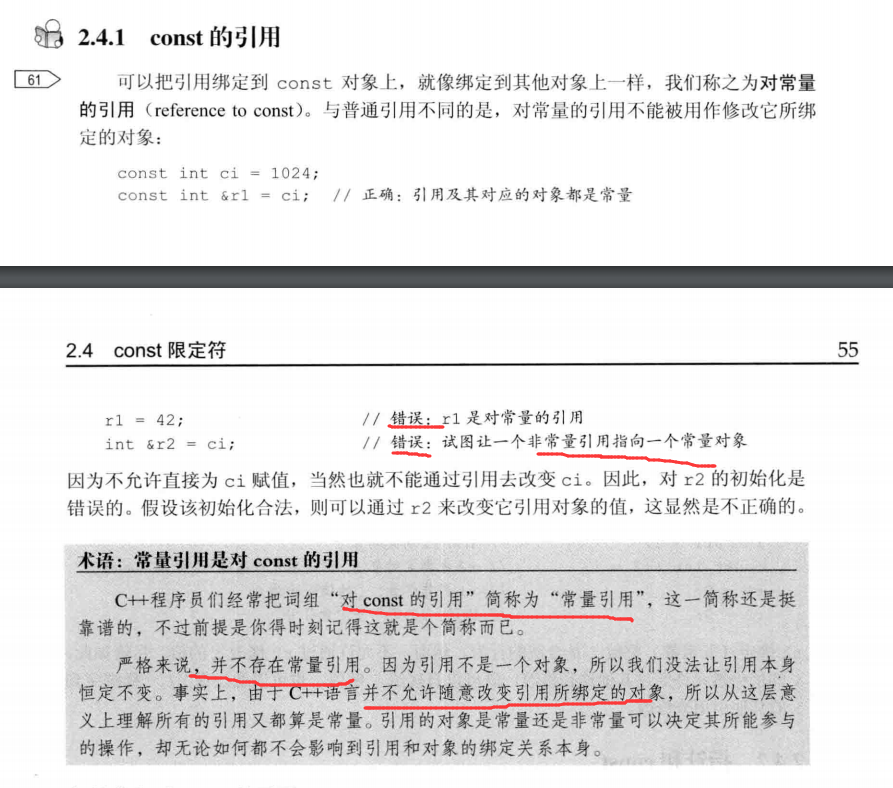 2.4.1 const 的引用
61
可以把引用绑定到 const 对象上，就像绑定到其他对象上一样，我们称之为对常量
的引用（reference to const）。与普通引用不同的是，对常量的引用不能被用作修改它所绑
定的对象：
const int ci = 1024;
const int &r1 = ci; // 正确：引用及其对应的对象都是常量
2.4 const 限定符 55
r1 = 42; // 错误：r1 是对常量的引用
int &r2 = ci; // 错误：试图让一个非常量引用指向一个常量对象
因为不允许直接为 ci 赋值，当然也就不能通过引用去改变 ci。因此，对 r2 的初始化是
错误的。假设该初始化合法，则可以通过 r2 来改变它引用对象的值，这显然是不正确的。
术语：常量引用是对 const 的引用
C++程序员们经常把词组“对 const 的引用”简称为“常量引用”，这一简称还是挺
靠谱的，不过前提是你得时刻记得这就是个简称而已。
严格来说，并不存在常量引用。因为引用不是一个对象，所以我们没法让引用本身
恒定不变。事实上，由于 C++语言并不允许随意改变引用所绑定的对象，所以从这层意
义上理解所有的引用又都算是常量。引用的对象是常量还是非常量可以决定其所能参与
的操作，却无论如何都不会影响到引用和对象的绑定关系本身。